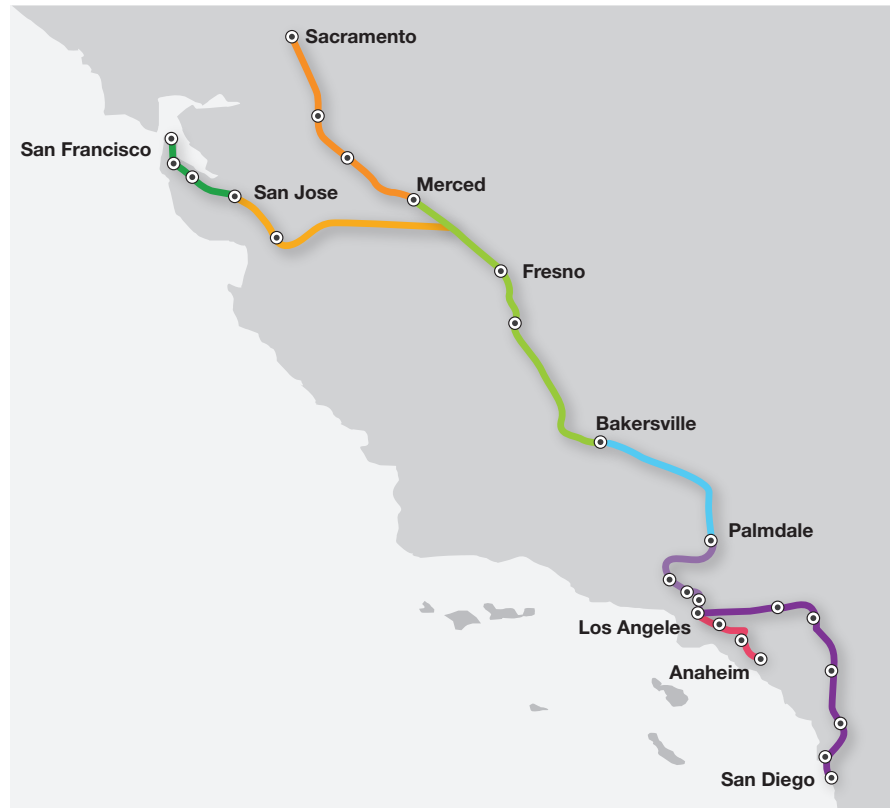 Sacramento
San Francisco
San Jose
Merced
Fresno
Bakersville
Palmdale
Los Angeles
Anaheim
San Diego